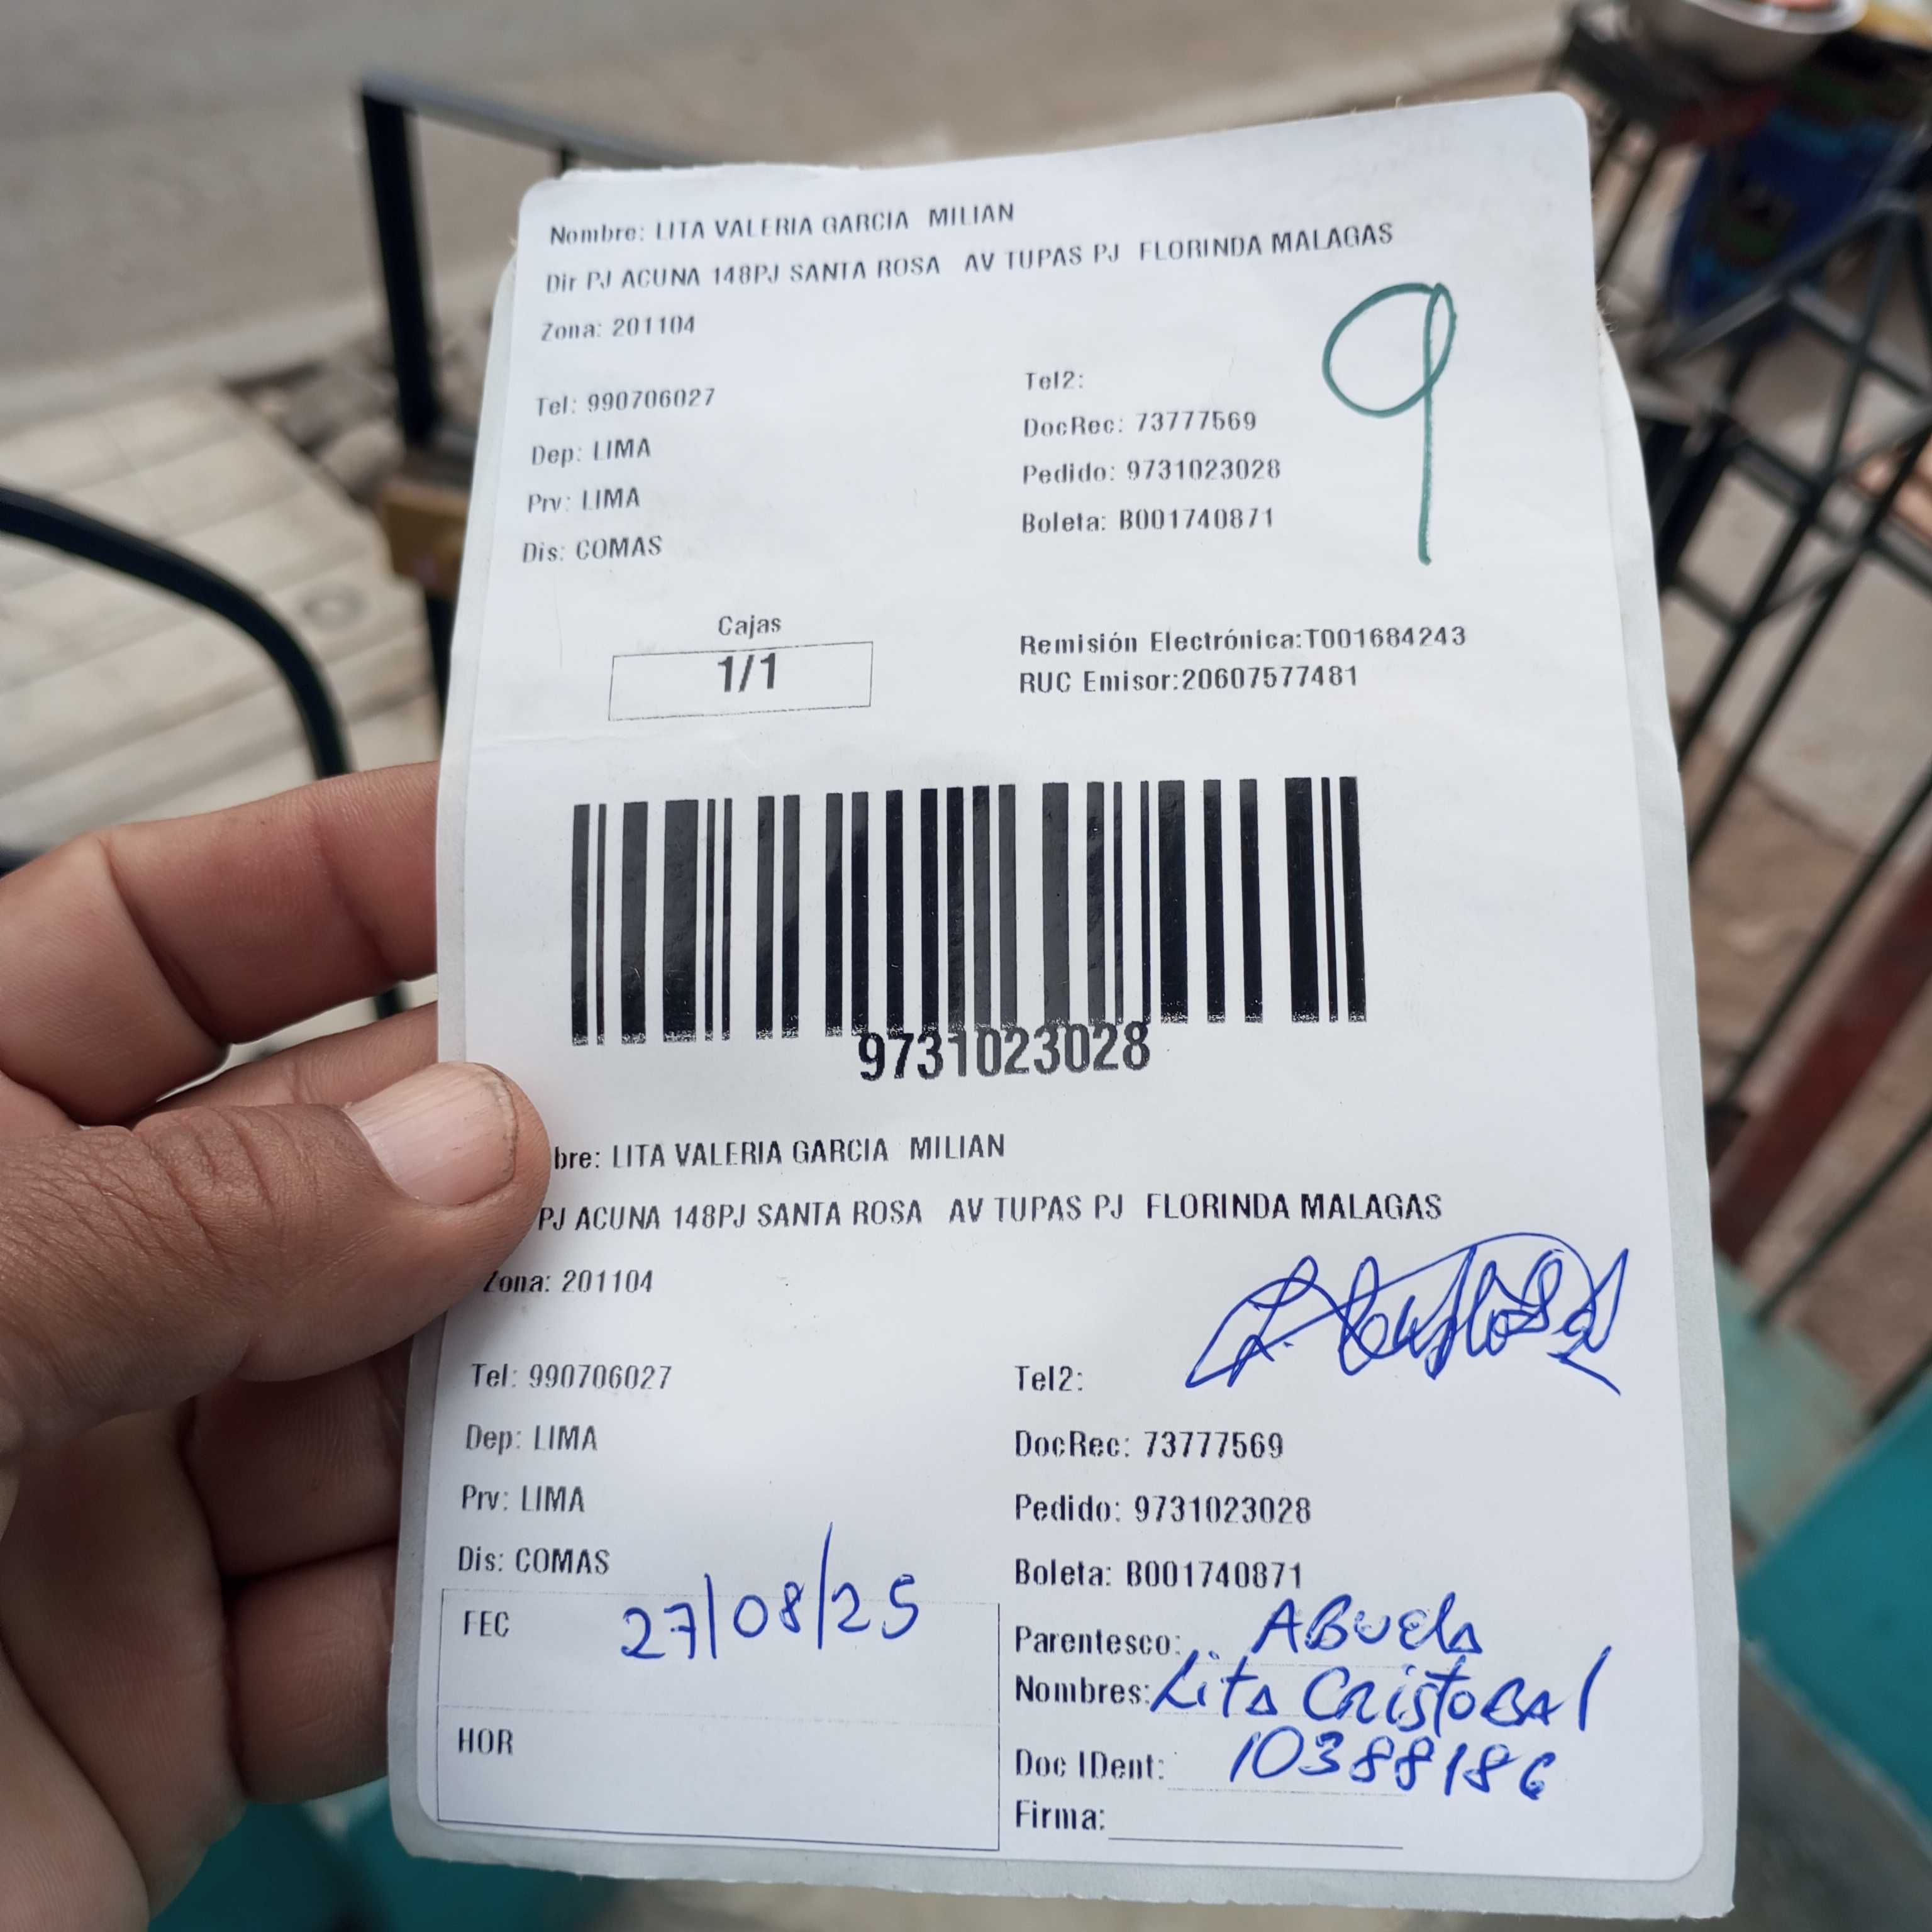 Nombre: LITA VALERIA GARCIA MILIAN
Dir PJ ACUNA 148PJ SANTA ROSA AV TUPAS PJ FLORINDA MALAGAS
Zona: 201104
9
Tel: 990706027
Tel2:
DocRec: 73777569
Dep: LIMA
Pedido: 9731023028
Prv: LIMA
Boleta: B001740871
Dis: COMAS
Cajas
1/1
Remisión Electrónica:T001684243
RUC Emisor:20607577481
9731023028
bre: LITA VALERIA GARCIA MILIAN
PJ ACUNA 148PJ SANTA ROSA AV TUPAS PJ FLORINDA MALAGAS
Zona: 201104
Tel: 990706027
Tel2:
Dep: LIMA
DocRec: 73777569
Prv: LIMA
Pedido: 9731023028
Dis: COMAS
Boleta: B001740871
FEC 27/08/25
Parentesco: ABuela
Nombres: Lita CRistoBAl
HOR
Doc IDent: 10388186
Firma: